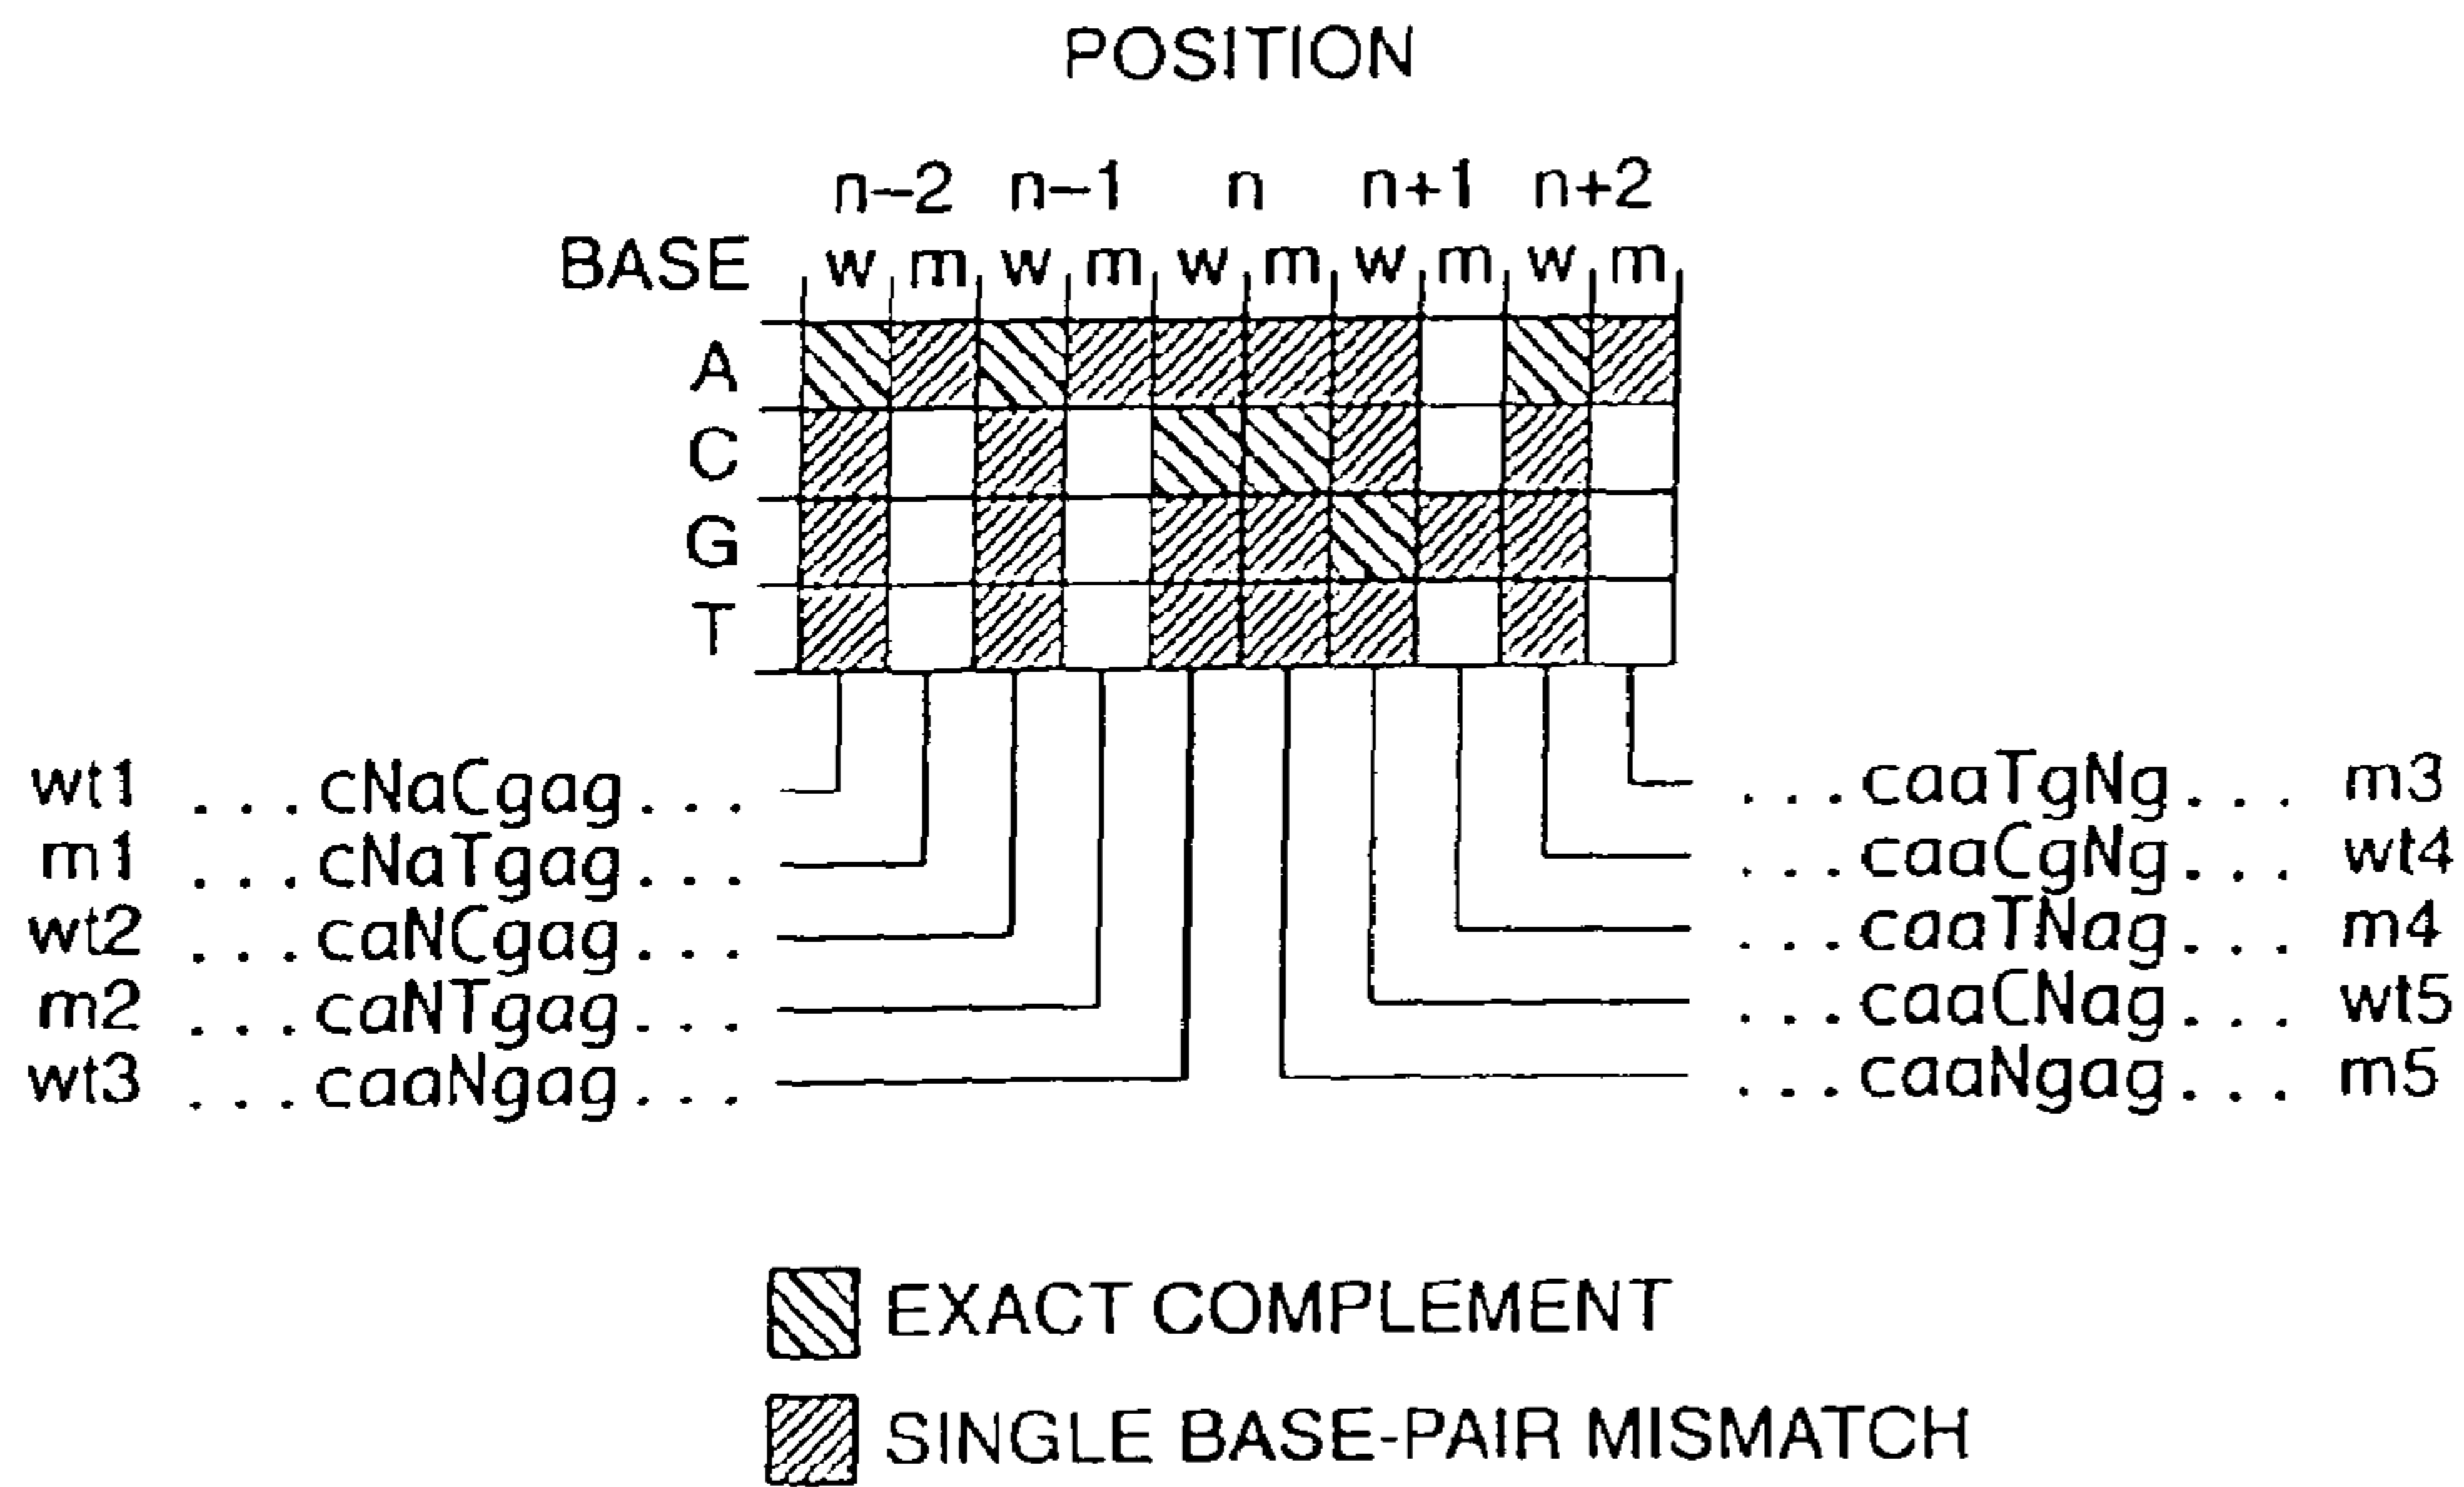 POSITION
n-2 n-1 n n+1 n+2
BASE w m w m w m w m w m
A
C
G
T
wt1 ...cNaCgag... ...caaTgNg... m3
m1 ...cNaTgag... ...caaCgNg... wt4
wt2 ...caNCgag... ...caaTNag... m4
m2 ...caNTgag... ...caaCNag... wt5
wt3 ...caaNgag... ...caaNgag... m5
EXACT COMPLEMENT
SINGLE BASE-PAIR MISMATCH